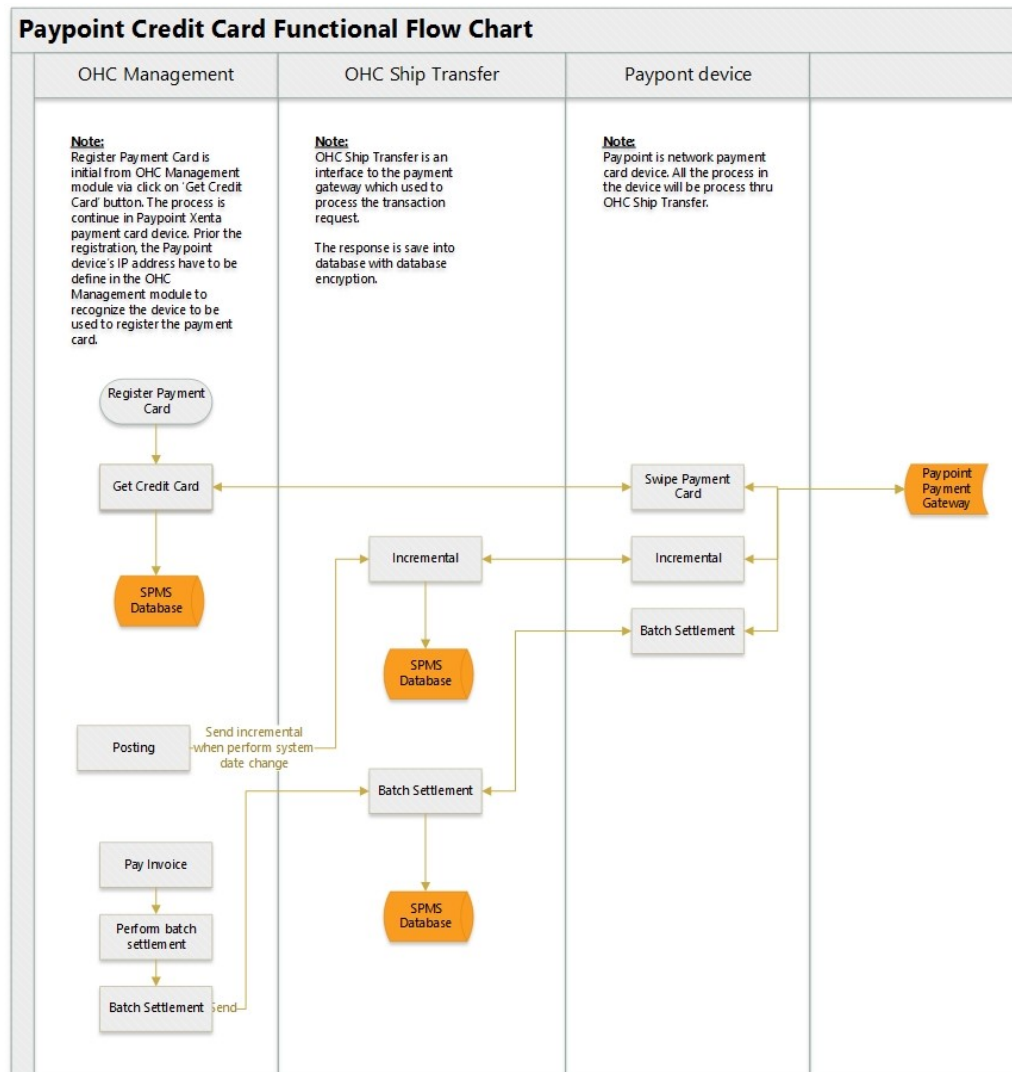 Paypoint Credit Card Functional Flow Chart
OHC Management
OHC Ship Transfer
Paypont device
Note:
Register Payment Card is
initial from OHC Management
module via click on 'Get Credit
Card' button. The process is
continue in Paypoint Xenta
payment card device. Prior the
registration, the Paypoint
device's IP address have to be
define in the OHC
Management module to
recognize the device to be
used to register the payment
card.
Note:
OHC Ship Transfer is an
interface to the payment
gateway which used to
process the transaction
request.
The response is save into
database with database
encryption.
Note:
Paypoint is network payment
card device. All the process in
the device will be process thru
OHC Ship Transfer.
Register Payment
Card
Get Credit Card
Swipe Payment
Card
Paypoint
Payment
Gateway
Incremental
Incremental
SPMS
Database
Batch Settlement
SPMS
Database
Posting
Send incremental
when perform system
date change
Batch Settlement
Pay Invoice
SPMS
Database
Perform batch
settlement
Batch Settlement
Send